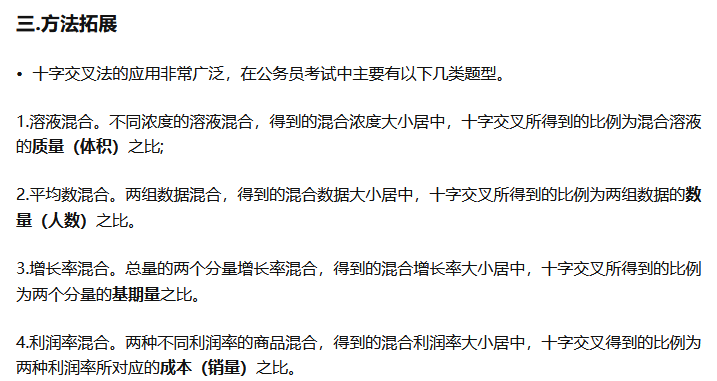 三.方法拓展
• 十字交叉法的应用非常广泛，在公务员考试中主要有以下几类题型。
1.溶液混合。不同浓度的溶液混合，得到的混合浓度大小居中，十字交叉所得到的比例为混合溶液
的质量（体积）之比;
2.平均数混合。两组数据混合，得到的混合数据大小居中，十字交叉所得到的比例为两组数据的数
量（人数）之比。
3.增长率混合。总量的两个分量增长率混合，得到的混合增长率大小居中，十字交叉所得到的比例
为两个分量的基期量之比。
4.利润率混合。两种不同利润率的商品混合，得到的混合利润率大小居中，十字交叉得到的比例为
两种利润率所对应的成本（销量）之比。